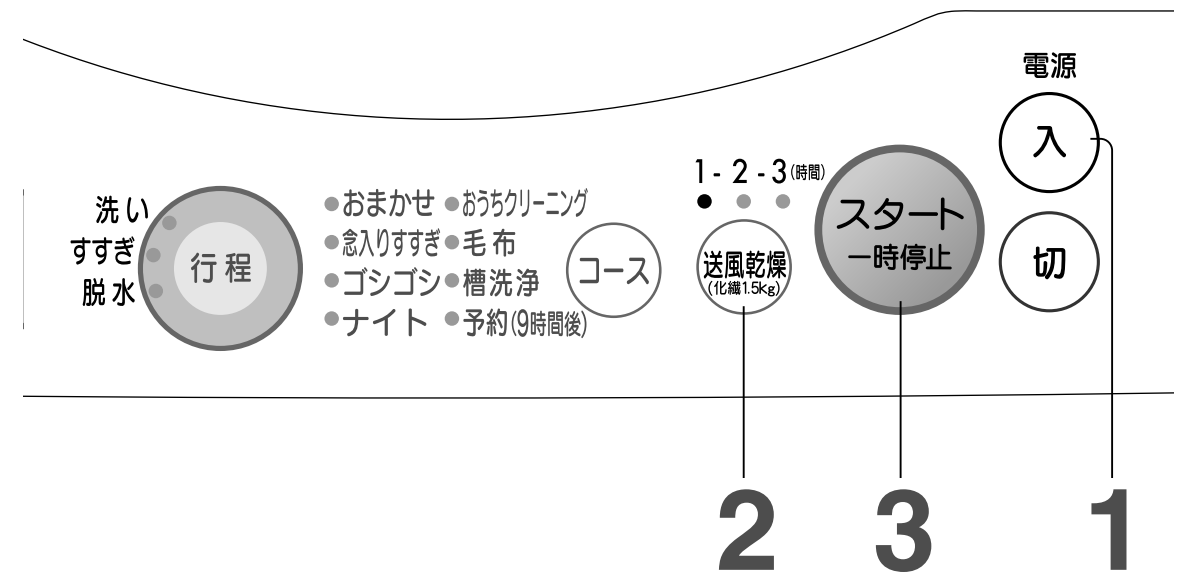 電源
入
切
1 - 2 - 3 (時間)
スタート
一時停止
洗い
すすぎ
脱水
行程
おまかせ
念入りすすぎ
ゴシゴシ
ナイト
おうちクリーニング
毛布
槽洗浄
予約(9時間後)
コース
送風乾燥
(化繊1.5kg)
2
3
1